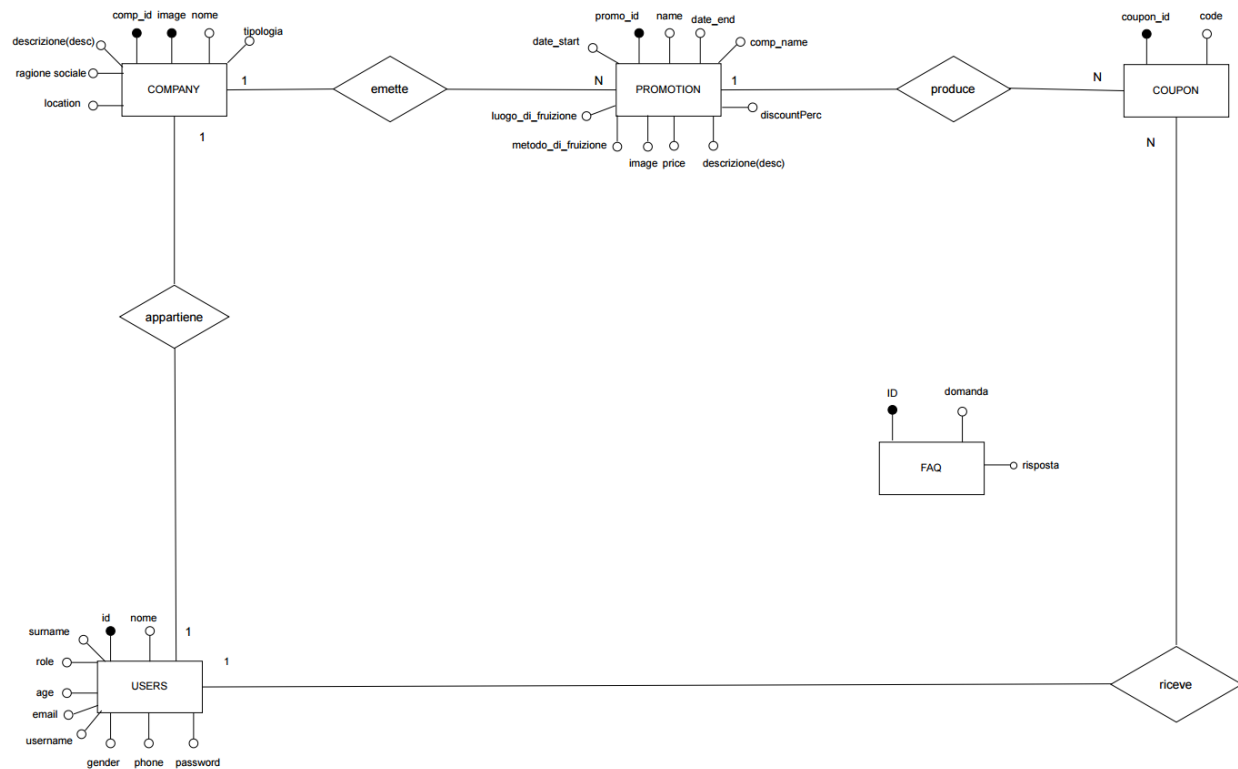 comp_id image nome
descrizione(desc) tipologia
ragione sociale
COMPANY
location
1
emette
N
promo_id name date_end
date_start comp_name
PROMOTION
luogo_di_fruizione discountPerc
metodo_di_fruizione image price descrizione(desc)
1
produce
N
coupon_id code
COUPON
1
N
appartiene
ID domanda
FAQ
risposta
id nome
surname
role
USERS
age
email
username
gender phone password
1
1
riceve